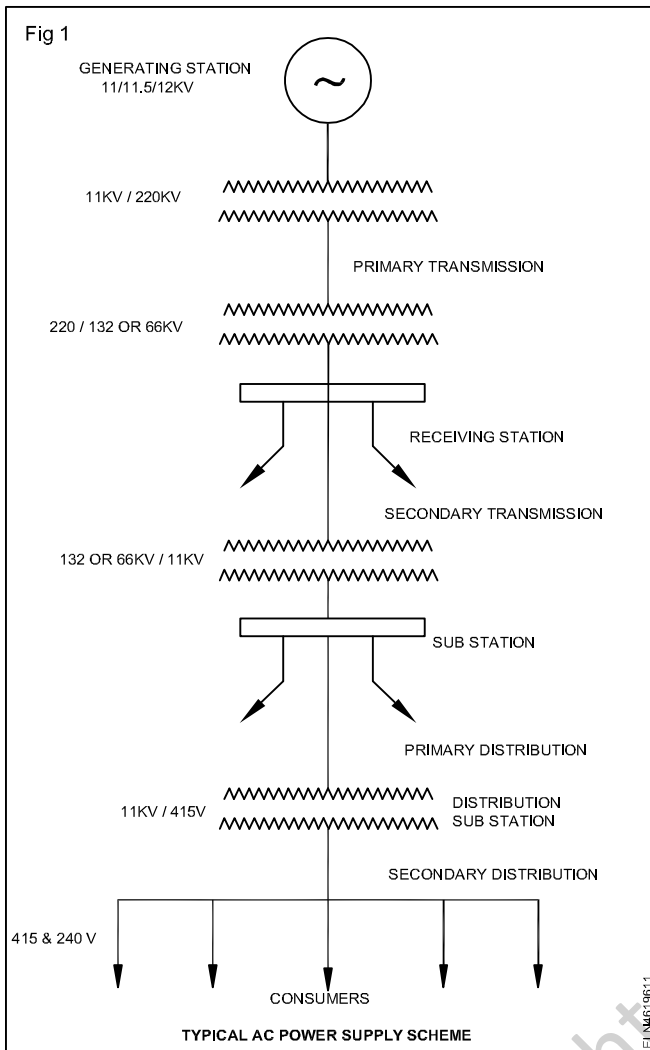 Fig 1
GENERATING STATION
11/11.5/12KV
~
11KV / 220KV
PRIMARY TRANSMISSION
220 / 132 OR 66KV
RECEIVING STATION
SECONDARY TRANSMISSION
132 OR 66KV / 11KV
SUB STATION
PRIMARY DISTRIBUTION
11KV / 415V
DISTRIBUTION
SUB STATION
SECONDARY DISTRIBUTION
415 & 240 V
CONSUMERS
TYPICAL AC POWER SUPPLY SCHEME